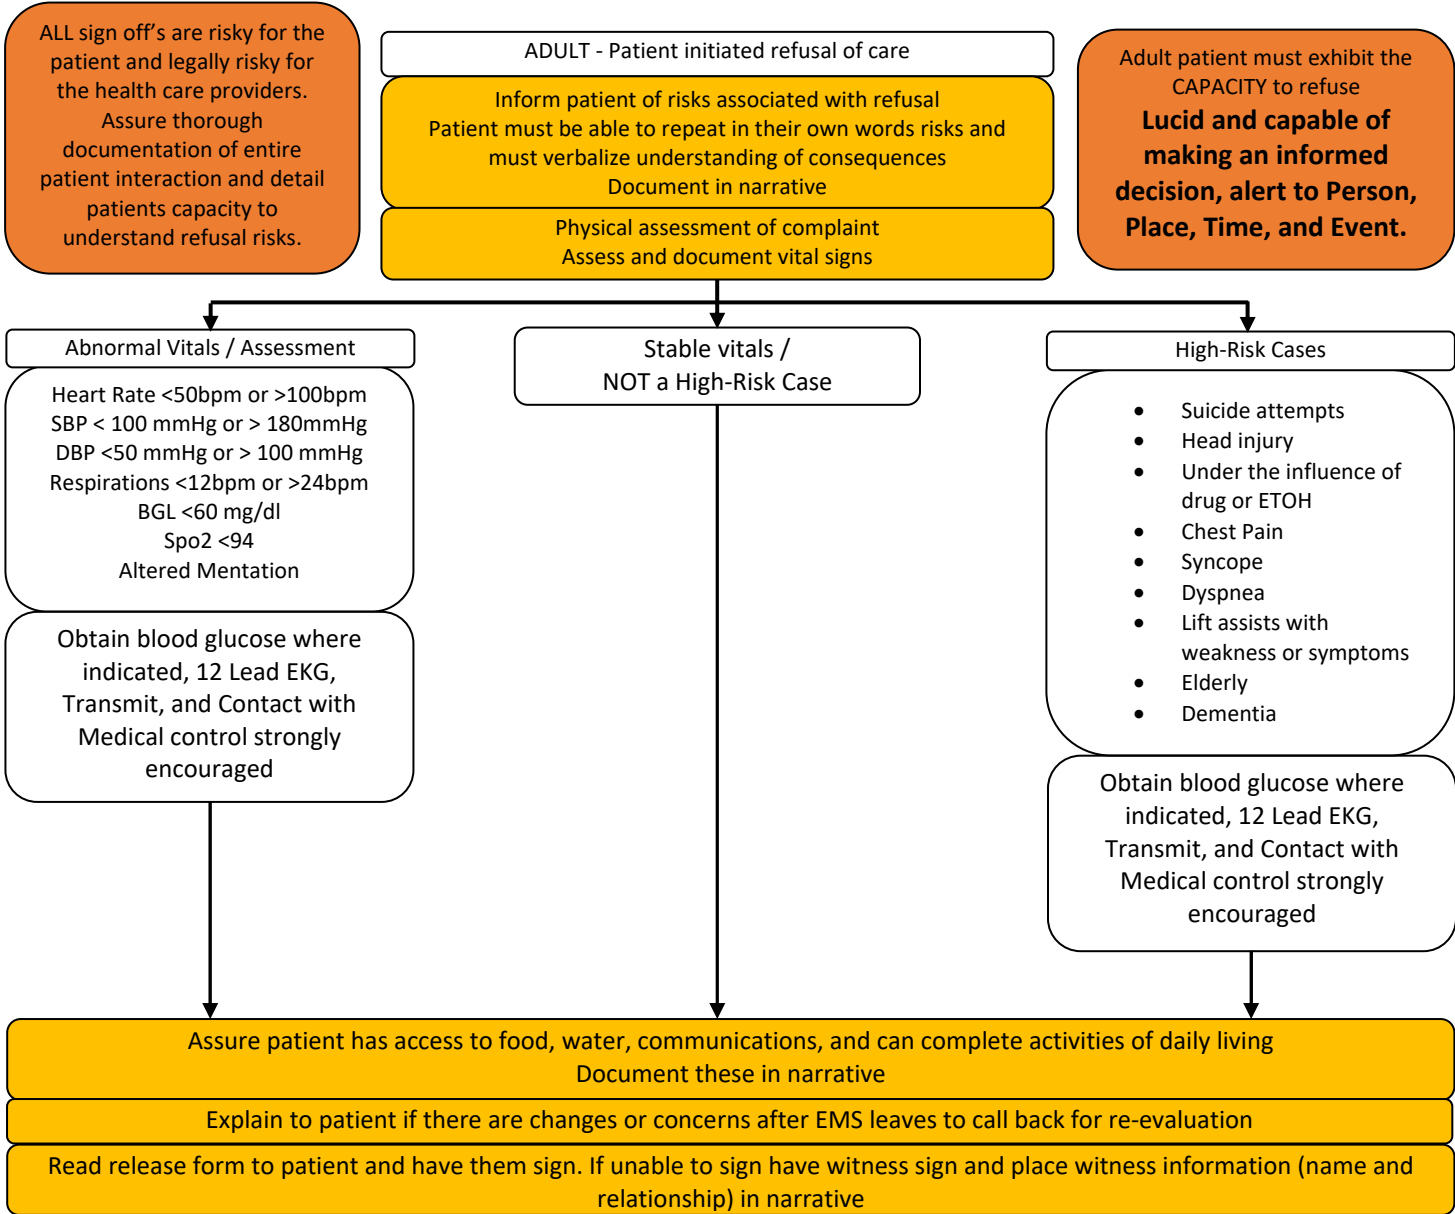 ALL sign off’s are risky for the
patient and legally risky for
the health care providers.
Assure thorough
documentation of entire
patient interaction and detail
patients capacity to
understand refusal risks.
ADULT - Patient initiated refusal of care
Inform patient of risks associated with refusal
Patient must be able to repeat in their own words risks and
must verbalize understanding of consequences
Document in narrative
Physical assessment of complaint
Assess and document vital signs
Adult patient must exhibit the
CAPACITY to refuse
Lucid and capable of
making an informed
decision, alert to Person,
Place, Time, and Event.
Abnormal Vitals / Assessment
Heart Rate <50bpm or >100bpm
SBP < 100 mmHg or > 180mmHg
DBP <50 mmHg or > 100 mmHg
Respirations <12bpm or >24bpm
BGL <60 mg/dl
Spo2 <94
Altered Mentation
Obtain blood glucose where
indicated, 12 Lead EKG,
Transmit, and Contact with
Medical control strongly
encouraged
Stable vitals /
NOT a High-Risk Case
High-Risk Cases
• Suicide attempts
• Head injury
• Under the influence of
drug or ETOH
• Chest Pain
• Syncope
• Dyspnea
• Lift assists with
weakness or symptoms
• Elderly
• Dementia
Obtain blood glucose where
indicated, 12 Lead EKG,
Transmit, and Contact with
Medical control strongly
encouraged
Assure patient has access to food, water, communications, and can complete activities of daily living
Document these in narrative
Explain to patient if there are changes or concerns after EMS leaves to call back for re-evaluation
Read release form to patient and have them sign. If unable to sign have witness sign and place witness information (name and
relationship) in narrative